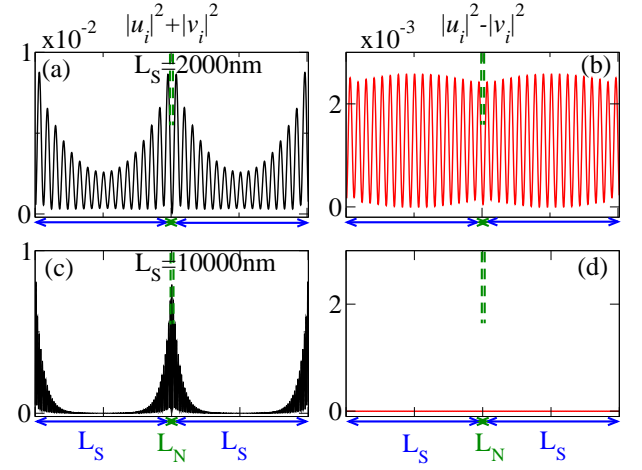 |u_i|^2+|v_i|^2 |u_i|^2-|v_i|^2
x10^-2 x10^-3
1 (a) L_S=2000nm (b)
2
0 0
1 (c) L_S=10000nm (d)
2
0 0
L_S L_N L_S L_S L_N L_S